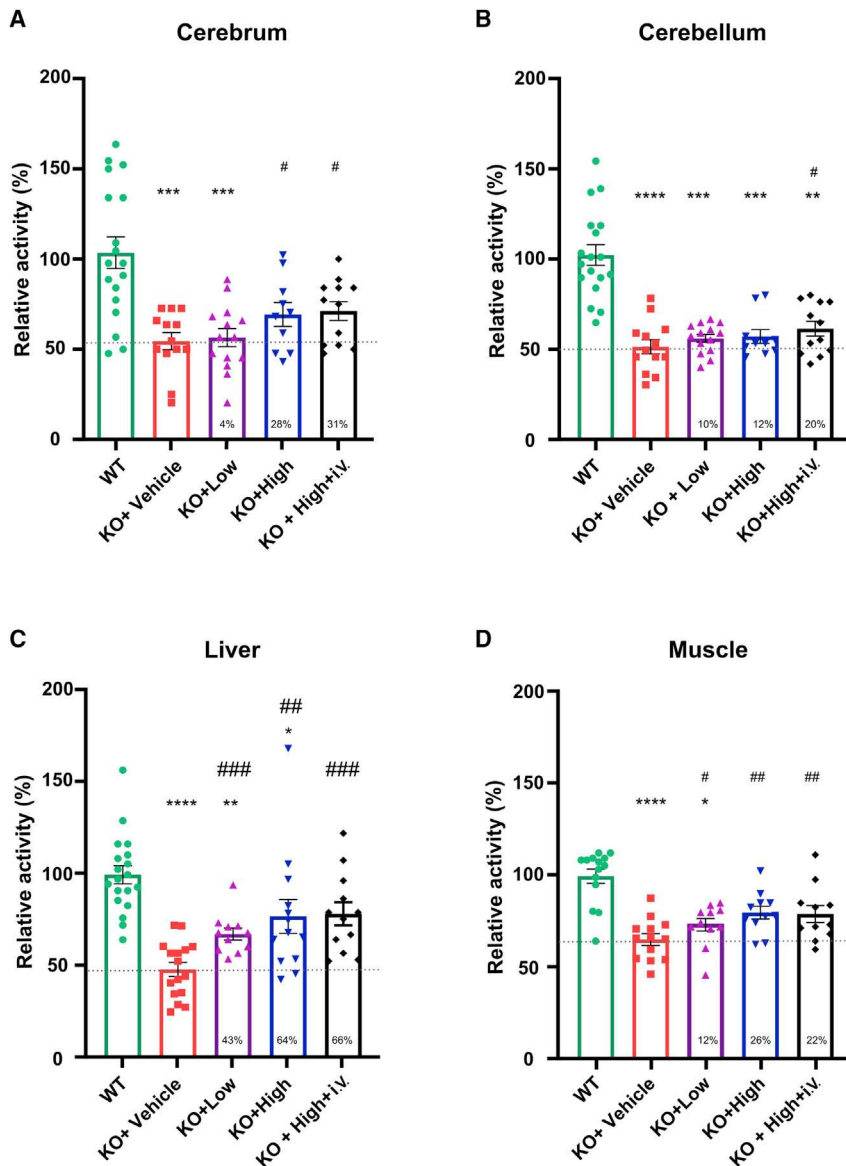 A
Cerebrum
Relative activity (%)
200
150
100
50
0
*** *** # #
4% 28% 31%
WT
KO+ Vehicle
KO+Low
KO+High
KO + High+i.v.
B
Cerebellum
Relative activity (%)
200
150
100
50
0
#
**** *** *** **
10% 12% 20%
WT
KO+ Vehicle
KO + Low
KO+High
KO+High+i.v.
C
Liver
Relative activity (%)
200
150
100
50
0
##
*
### ###
**** **
43% 64% 66%
WT
KO+ Vehicle
KO+Low
KO+High
KO + High+i.v.
D
Muscle
Relative activity (%)
200
150
100
50
0
# ## ##
**** *
12% 26% 22%
WT
KO+ Vehicle
KO+Low
KO+High
KO + High+i.v.